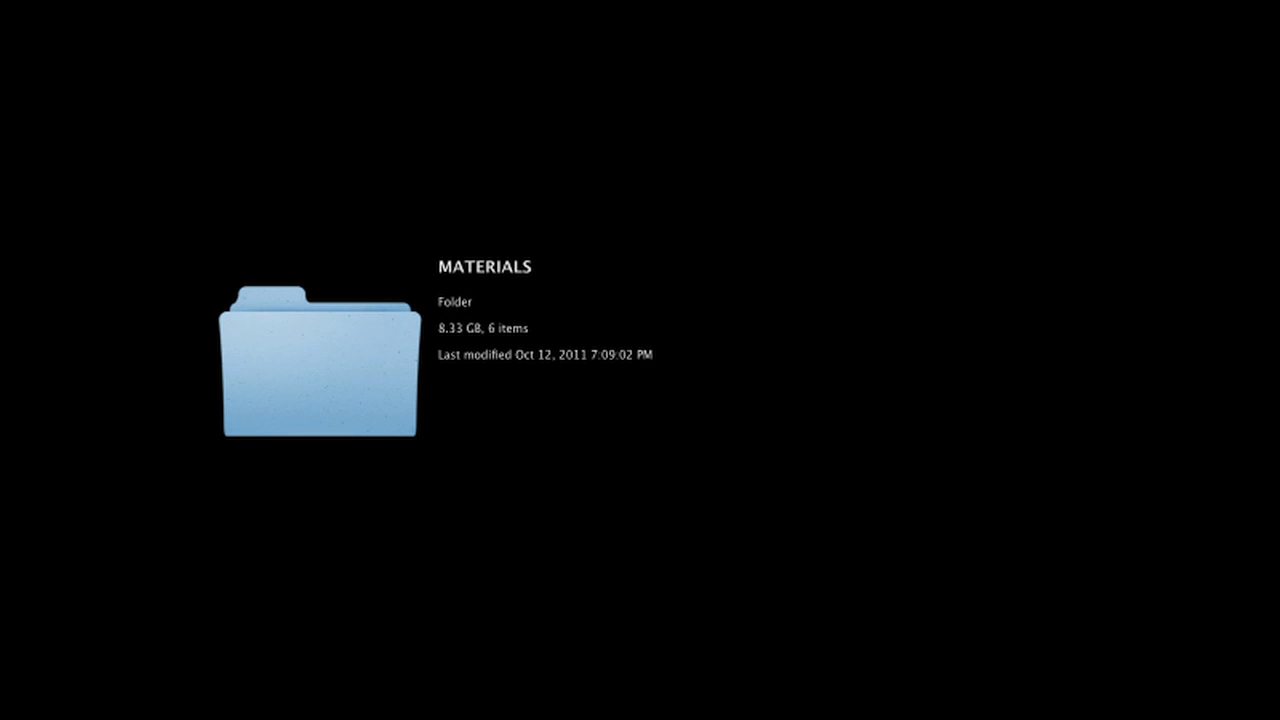 MATERIALS
Folder
8.33 GB, 6 items
Last modified Oct 12, 2011 7:09:02 PM